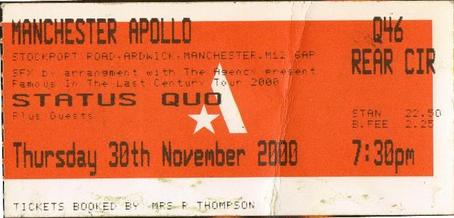 MANCHESTER APOLLO Q46
STOCKPORT ROAD,ARDWICK,MANCHESTER,M12 6AP REAR CIR
SFX by arrangment with The Agency present
Famous In The Last Century Tour 2000
STATUS QUO STAN 22.50
Plus Guests B.FEE 2.25
Thursday 30th November 2000 7:30pm
TICKETS BOOKED BY MRS R THOMPSON